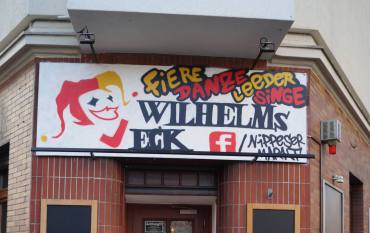 FIERE
DANZE LEEDER
SINGE
WILHELMS
ECK f/NIPPESER
MARKT